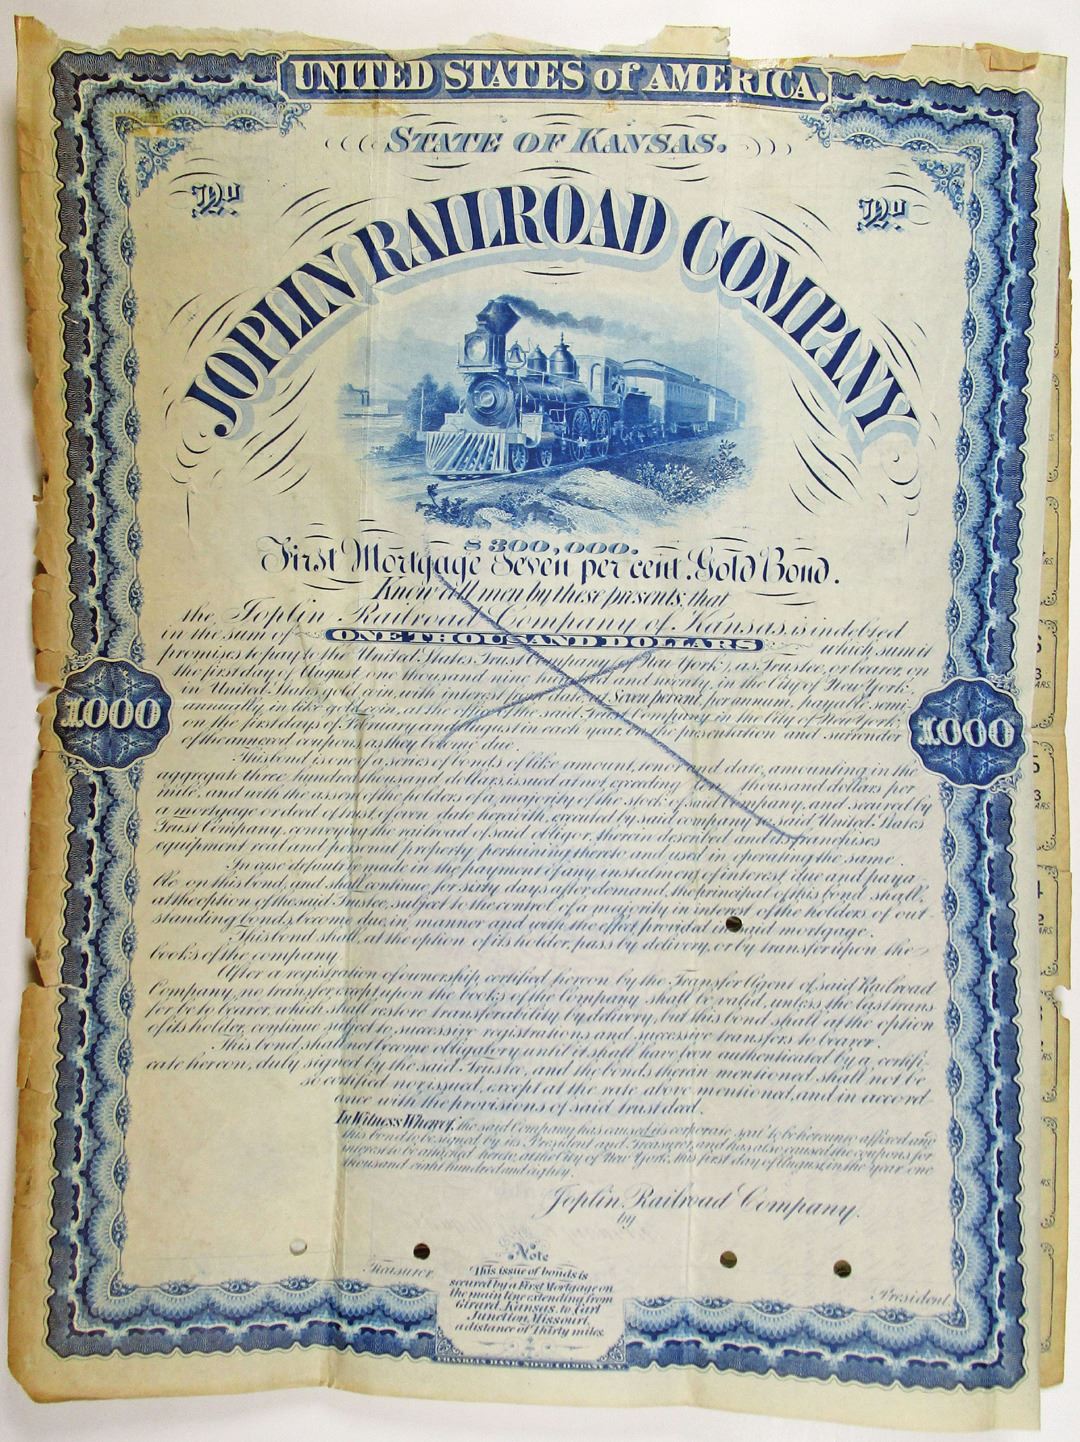 UNITED STATES of AMERICA.
STATE OF KANSAS.
JOPLIN RAILROAD COMPANY
$300,000.
First Mortgage Seven per cent. Gold Bond.
Know all men by these presents, that
the Joplin Railroad Company of Kansas is indebted
in the sum of ONE THOUSAND DOLLARS which sum it
promises to pay to the United States Trust Company of New York, as Trustee, or bearer, on
the first day of August one thousand nine hundred and twenty, in the City of New York,
in United States gold coin, with interest from date, at Seven per cent. per annum, payable semi-
annually, in like gold coin, at the office of the said Trust Company in the City of New York,
on the first days of February and August in each year, on the presentation and surrender
of the annexed coupons, as they become due.
This bond is one of a series of bonds of like amount, tenor and date, amounting in the
aggregate three hundred thousand dollars, issued at not exceeding ten thousand dollars per
mile, and with the assent of the holders of a majority of the stock of said Company, and secured by
a mortgage or deed of trust, of even date herewith, executed by said company to said United States
Trust Company, conveying the railroad of said obligor, therein described and its franchises
equipment real and personal property pertaining thereto and used in operating the same.
In case default be made in the payment of any instalment of interest due and paya-
ble on this bond, and shall continue for sixty days after demand, the principal of this bond shall,
at the option of the said Trustee, subject to the control of a majority in interest of the holders of out-
standing bonds, become due, in manner and with the effect provided in said mortgage.
This bond shall, at the option of its holder, pass by delivery, or by transfer upon the
books of the company
After a registration of ownership, certified hereon by the Transfer Agent of said Railroad
Company, no transfer, except upon the books of the Company shall be valid, unless the last trans-
fer be to bearer, which shall restore transferability by delivery, but this bond shall at the option
of its holder, continue subject to successive registrations and successive transfers to bearer.
This bond shall not become obligatory until it shall have been authenticated by a certifi-
cate hereon, duly signed by the said Trustee, and the bonds therein mentioned shall not be
so certified nor issued, except at the rate above mentioned, and in accord-
ance with the provisions of said trust deed.
In Witness Whereof, the said Company has caused its corporate seal to be hereunto affixed and
this bond to be signed by its President and Treasurer, and has also caused the coupons for
interest to be attached hereto, at the City of New York, this first day of August, in the year one
thousand eight hundred and eighty.
$1000
$1000
Joplin Railroad Company.
by
Treasurer
President
Note
This issue of bonds is
secured by a First Mortgage on
the main line extending from
Girard, Kansas, to Carl
Junction, Missouri,
a distance of Thirty miles.
FRANKLIN BANK NOTE COMPANY N.Y.